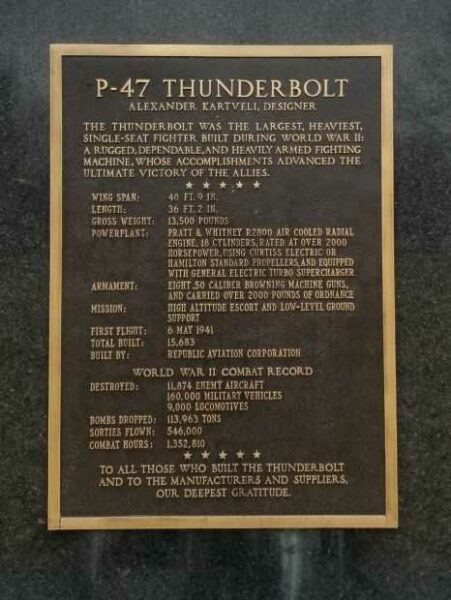 P-47 THUNDERBOLT
ALEXANDER KARTVELI, DESIGNER
THE THUNDERBOLT WAS THE LARGEST, HEAVIEST,
SINGLE-SEAT FIGHTER BUILT DURING WORLD WAR II:
A RUGGED, DEPENDABLE, AND HEAVILY ARMED FIGHTING
MACHINE, WHOSE ACCOMPLISHMENTS ADVANCED THE
ULTIMATE VICTORY OF THE ALLIES.
WING SPAN: 40 FT. 9 IN.
LENGTH: 36 FT. 2 IN.
GROSS WEIGHT: 13,500 POUNDS
POWERPLANT: PRATT & WHITNEY R2800 AIR COOLED RADIAL
ENGINE, 18 CYLINDERS, RATED AT OVER 2000
HORSEPOWER, USING CURTISS ELECTRIC OR
HAMILTON STANDARD PROPELLERS, AND EQUIPPED
WITH GENERAL ELECTRIC TURBO SUPERCHARGER
ARMAMENT: EIGHT .50 CALIBER BROWNING MACHINE GUNS,
AND CARRIED OVER 2000 POUNDS OF ORDNANCE
MISSION: HIGH ALTITUDE ESCORT AND LOW-LEVEL GROUND
SUPPORT
FIRST FLIGHT: 6 MAY 1941
TOTAL BUILT: 15,683
BUILT BY: REPUBLIC AVIATION CORPORATION
WORLD WAR II COMBAT RECORD
DESTROYED: 11,874 ENEMY AIRCRAFT
160,000 MILITARY VEHICLES
9,000 LOCOMOTIVES
BOMBS DROPPED: 113,963 TONS
SORTIES FLOWN: 546,000
COMBAT HOURS: 1,352,810
TO ALL THOSE WHO BUILT THE THUNDERBOLT
AND TO THE MANUFACTURERS AND SUPPLIERS,
OUR DEEPEST GRATITUDE.